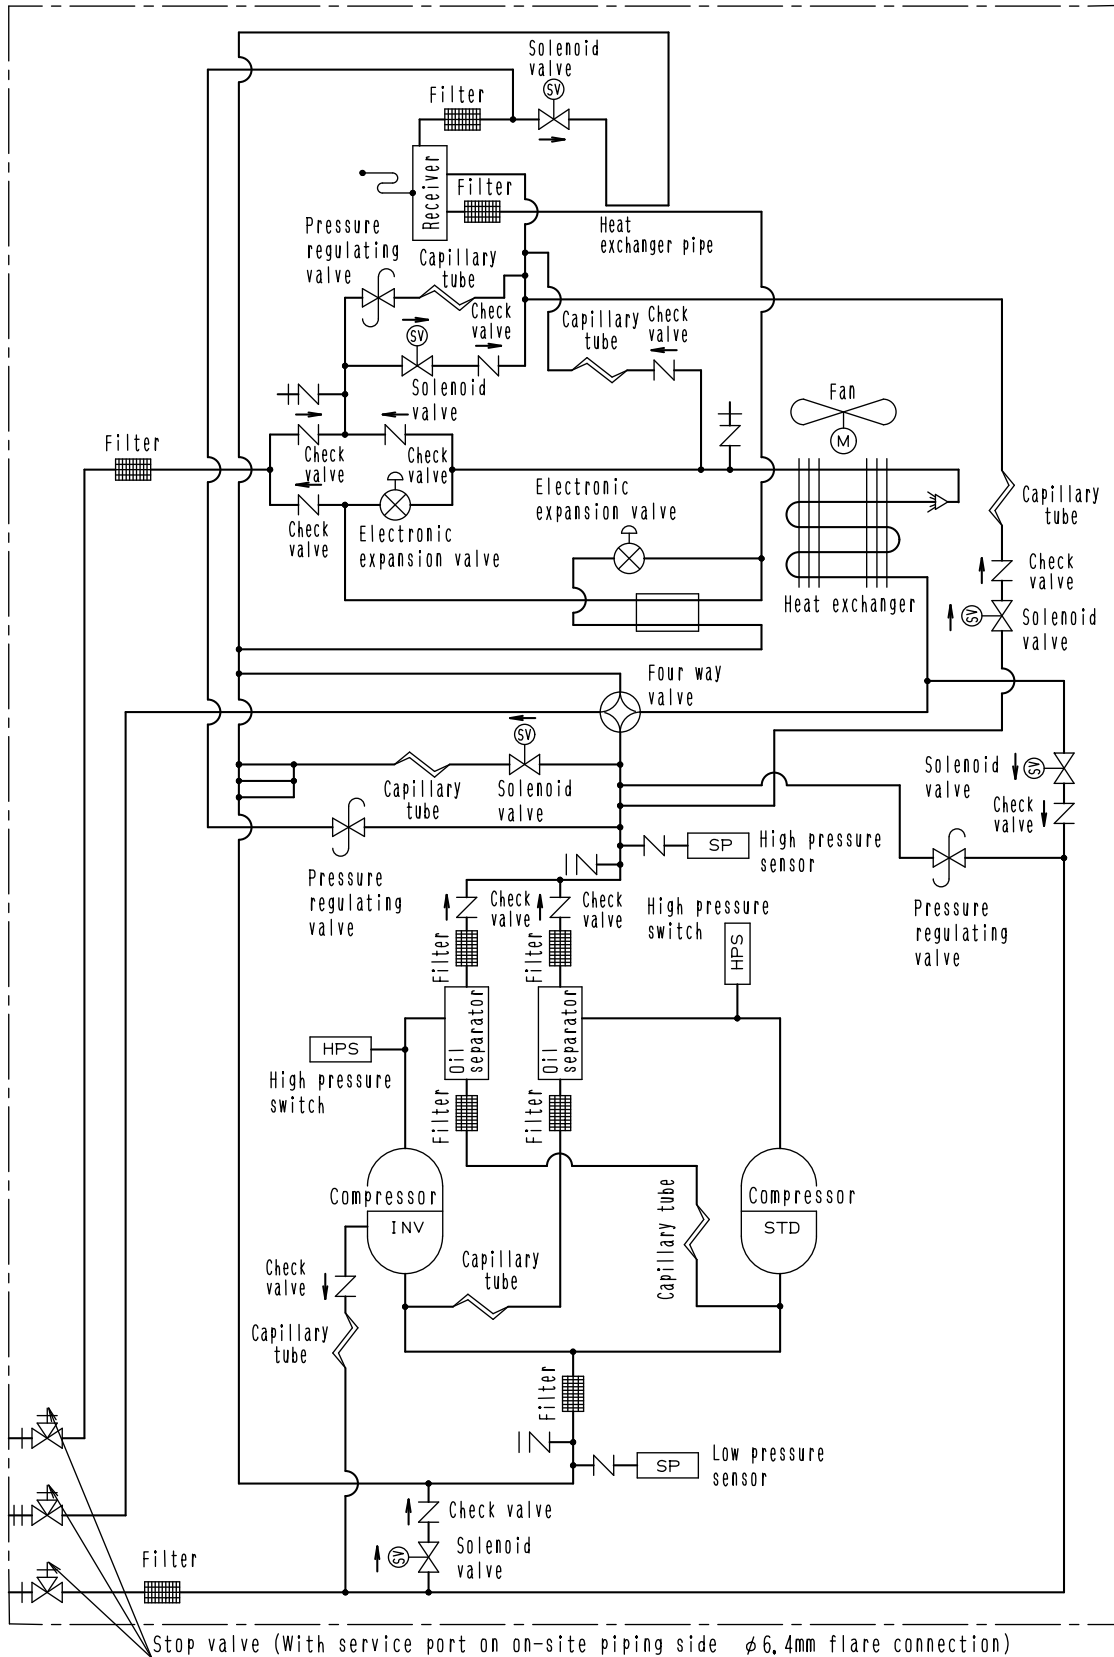 Solenoid
valve
SV
Filter
Receiver
Filter
Heat
exchanger pipe
Pressure
regulating
valve
Capillary
tube
Check
valve
SV
Solenoid
valve
Capillary
tube
Check
valve
Fan
M
Filter
Check
valve
Check
valve
Check
valve
Electronic
expansion valve
Electronic
expansion valve
Capillary
tube
Check
valve
SV
Solenoid
valve
Heat exchanger
Four way
valve
SV
Capillary
tube
Solenoid
valve
Solenoid
valve
SV
Check
valve
SP
High pressure
sensor
Pressure
regulating
valve
Check
valve
Check
valve
High pressure
switch
HPS
Pressure
regulating
valve
Filter
Filter
Oil
separator
Oil
separator
HPS
High pressure
switch
Filter
Filter
Compressor
INV
Compressor
STD
Capillary tube
Check
valve
Capillary
tube
Capillary
tube
Filter
SP
Low pressure
sensor
Check valve
SV
Solenoid
valve
Filter
Stop valve (With service port on on-site piping side φ6.4mm flare connection)